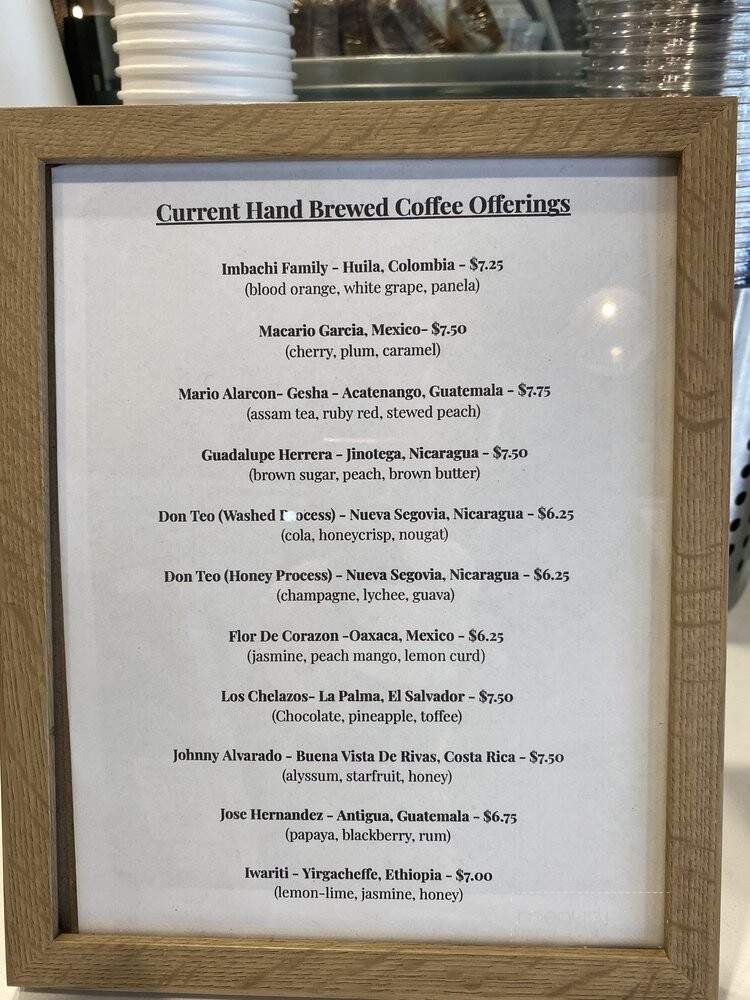 Current Hand Brewed Coffee Offerings
Imbachi Family - Huila, Colombia - $7.25
(blood orange, white grape, panela)
Macario Garcia, Mexico- $7.50
(cherry, plum, caramel)
Mario Alarcon- Gesha - Acatenango, Guatemala - $7.75
(assam tea, ruby red, stewed peach)
Guadalupe Herrera - Jinotega, Nicaragua - $7.50
(brown sugar, peach, brown butter)
Don Teo (Washed Process) - Nueva Segovia, Nicaragua - $6.25
(cola, honeycrisp, nougat)
Don Teo (Honey Process) - Nueva Segovia, Nicaragua - $6.25
(champagne, lychee, guava)
Flor De Corazon -Oaxaca, Mexico - $6.25
(jasmine, peach mango, lemon curd)
Los Chelazos- La Palma, El Salvador - $7.50
(Chocolate, pineapple, toffee)
Johnny Alvarado - Buena Vista De Rivas, Costa Rica - $7.50
(alyssum, starfruit, honey)
Jose Hernandez - Antigua, Guatemala - $6.75
(papaya, blackberry, rum)
Iwariti - Yirgacheffe, Ethiopia - $7.00
(lemon-lime, jasmine, honey)